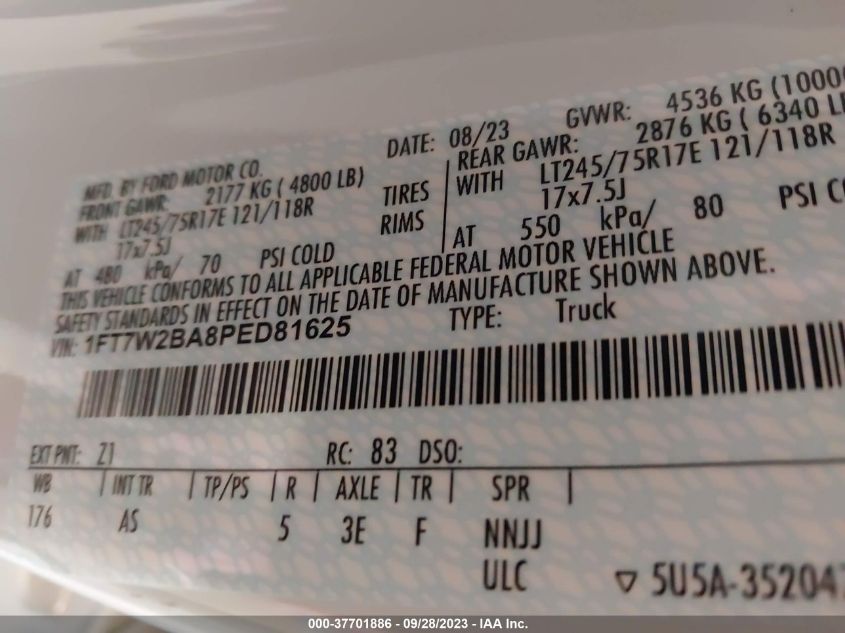 MFD. BY FORD MOTOR CO.
FRONT GAWR: 2177 KG ( 4800 LB)
WITH LT245/75R17E 121/118R TIRES
17x7.5J RIMS
AT 480 kPa/ 70 PSI COLD
DATE: 08/23 GVWR: 4536 KG (1000
REAR GAWR: 2876 KG ( 6340 L
WITH LT245/75R17E 121/118R
17x7.5J
AT 550 kPa/ 80 PSI C
THIS VEHICLE CONFORMS TO ALL APPLICABLE FEDERAL MOTOR VEHICLE
SAFETY STANDARDS IN EFFECT ON THE DATE OF MANUFACTURE SHOWN ABOVE.
VIN: 1FT7W2BA8PED81625 TYPE: Truck
EXT PNT: Z1 RC: 83 DSO:
WB | INT TR | TP/PS | R | AXLE | TR | SPR |
176 AS 5 3E F NNJJ
ULC ▽ 5U5A-35204
000-37701886 - 09/28/2023 - IAA Inc.